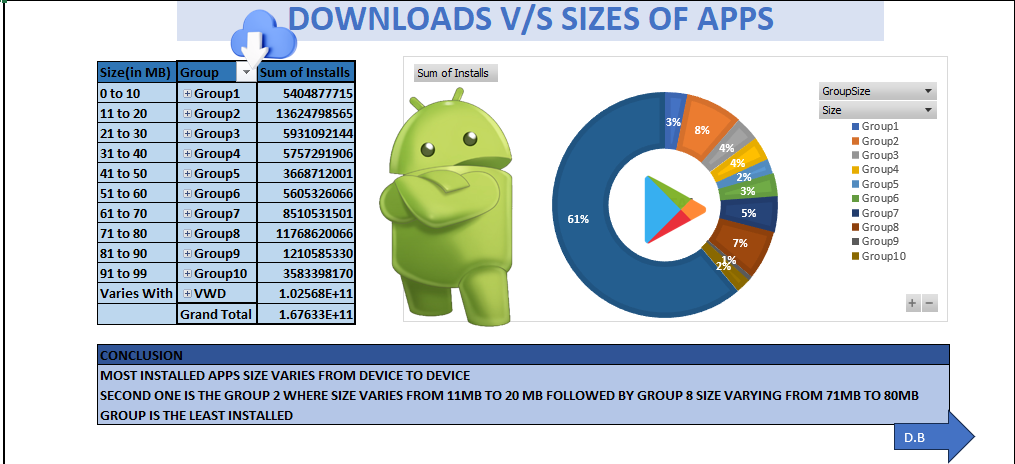 DOWNLOADS V/S SIZES OF APPS
Size(in MB) Group Sum of Installs
0 to 10 Group1 5404877715
11 to 20 Group2 13624798565
21 to 30 Group3 5931092144
31 to 40 Group4 5757291906
41 to 50 Group5 3668712001
51 to 60 Group6 5605326066
61 to 70 Group7 8510531501
71 to 80 Group8 11768620066
81 to 90 Group9 1210585330
91 to 99 Group10 3583398170
Varies With VWD 1.02568E+11
Grand Total 1.67633E+11
Sum of Installs
3%
8%
4%
4%
2%
3%
5%
7%
1%
2%
61%
GroupSize
Size
Group1
Group2
Group3
Group4
Group5
Group6
Group7
Group8
Group9
Group10
CONCLUSION
MOST INSTALLED APPS SIZE VARIES FROM DEVICE TO DEVICE
SECOND ONE IS THE GROUP 2 WHERE SIZE VARIES FROM 11MB TO 20 MB FOLLOWED BY GROUP 8 SIZE VARYING FROM 71MB TO 80MB
GROUP IS THE LEAST INSTALLED
D.B